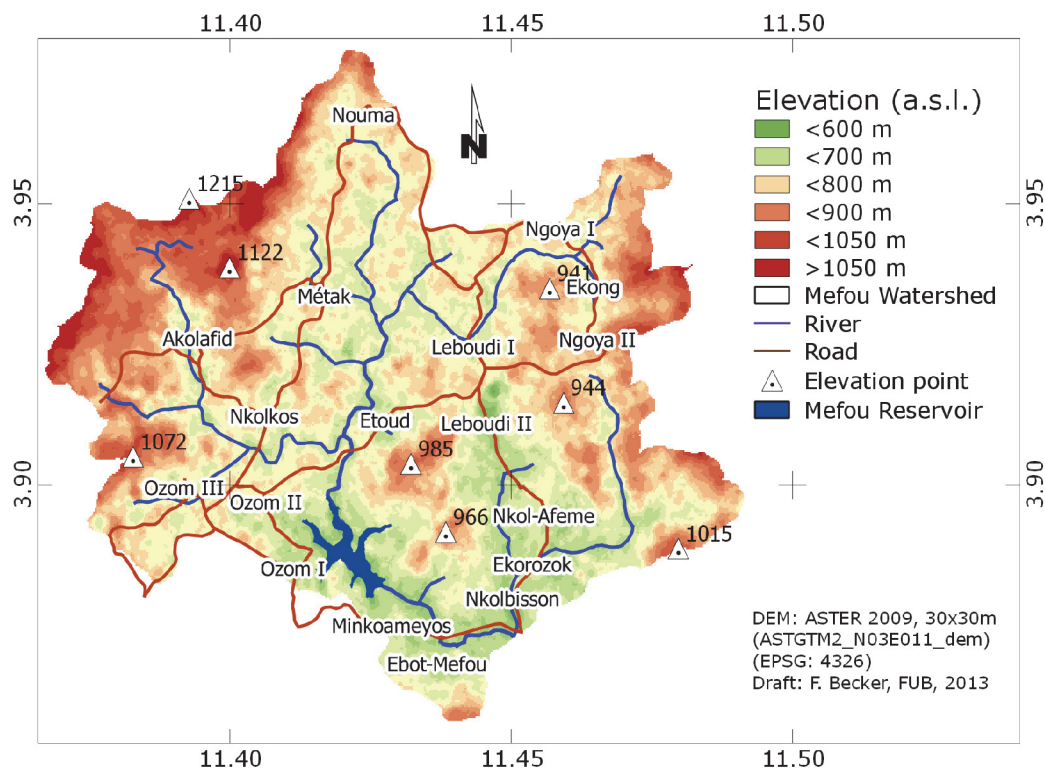 11.40 11.45 11.50
Elevation (a.s.l.)
<600 m
<700 m
<800 m
<900 m
<1050 m
>1050 m
Mefou Watershed
River
Road
Elevation point
Mefou Reservoir
N
Nouma
3.95
3.95
1215
1122
Ngoya I
941
Ekong
Métak
Akolafid
Leboudi I
Ngoya II
944
Nkolkos
Etoud
Leboudi II
1072
985
3.90
3.90
Ozom III
Ozom II
966
Nkol-Afeme
1015
Ozom I
Ekorozok
Nkolbisson
Minkoameyos
Ebot-Mefou
DEM: ASTER 2009, 30x30m
(ASTGTM2_N03E011_dem)
(EPSG: 4326)
Draft: F. Becker, FUB, 2013
11.40 11.45 11.50